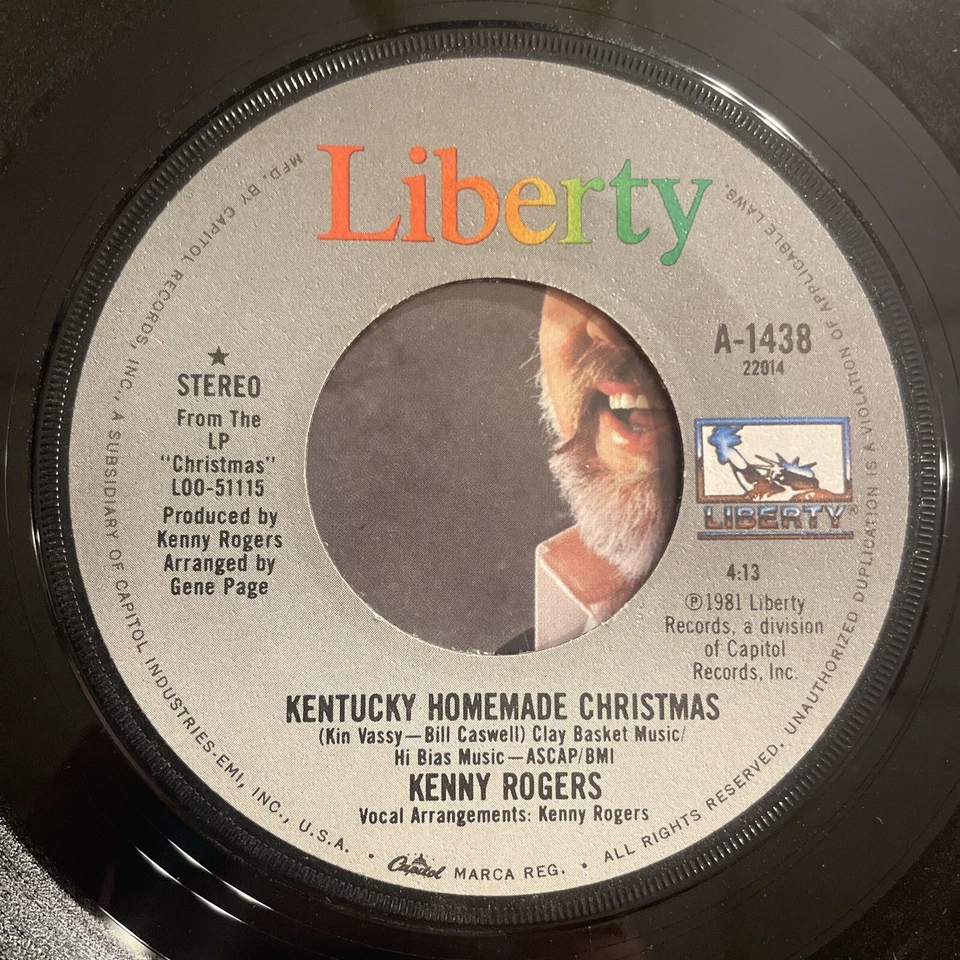 Liberty
★
STEREO
From The
LP
"Christmas"
LOO-51115
Produced by
Kenny Rogers
Arranged by
Gene Page
A-1438
22014
LIBERTY®
4:13
Ⓟ1981 Liberty
Records, a division
of Capitol
Records, Inc.
KENTUCKY HOMEMADE CHRISTMAS
(Kin Vassy—Bill Caswell) Clay Basket Music/
Hi Bias Music—ASCAP/BMI
KENNY ROGERS
Vocal Arrangements: Kenny Rogers
MFD. BY CAPITOL RECORDS, INC., A SUBSIDIARY OF CAPITOL INDUSTRIES-EMI, INC., U.S.A. • Capitol MARCA REG. • ALL RIGHTS RESERVED. UNAUTHORIZED DUPLICATION IS A VIOLATION OF APPLICABLE LAWS.